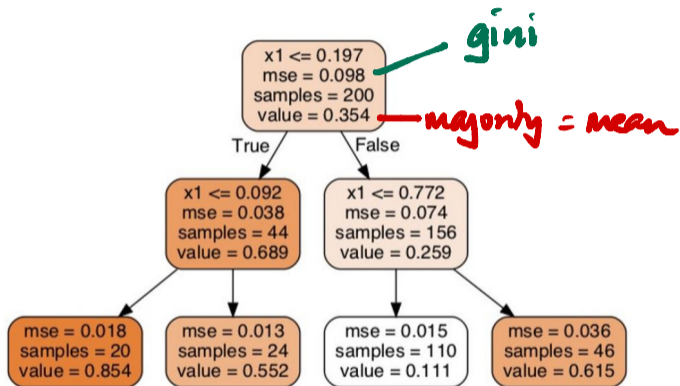 gini
x1 <= 0.197
mse = 0.098
samples = 200
value = 0.354
majority = mean
True
False
x1 <= 0.092
mse = 0.038
samples = 44
value = 0.689
x1 <= 0.772
mse = 0.074
samples = 156
value = 0.259
mse = 0.018
samples = 20
value = 0.854
mse = 0.013
samples = 24
value = 0.552
mse = 0.015
samples = 110
value = 0.111
mse = 0.036
samples = 46
value = 0.615